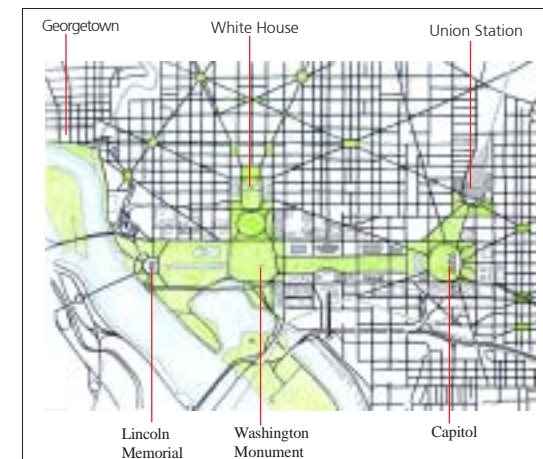 Georgetown
White House
Union Station
Lincoln
Memorial
Washington
Monument
Capitol